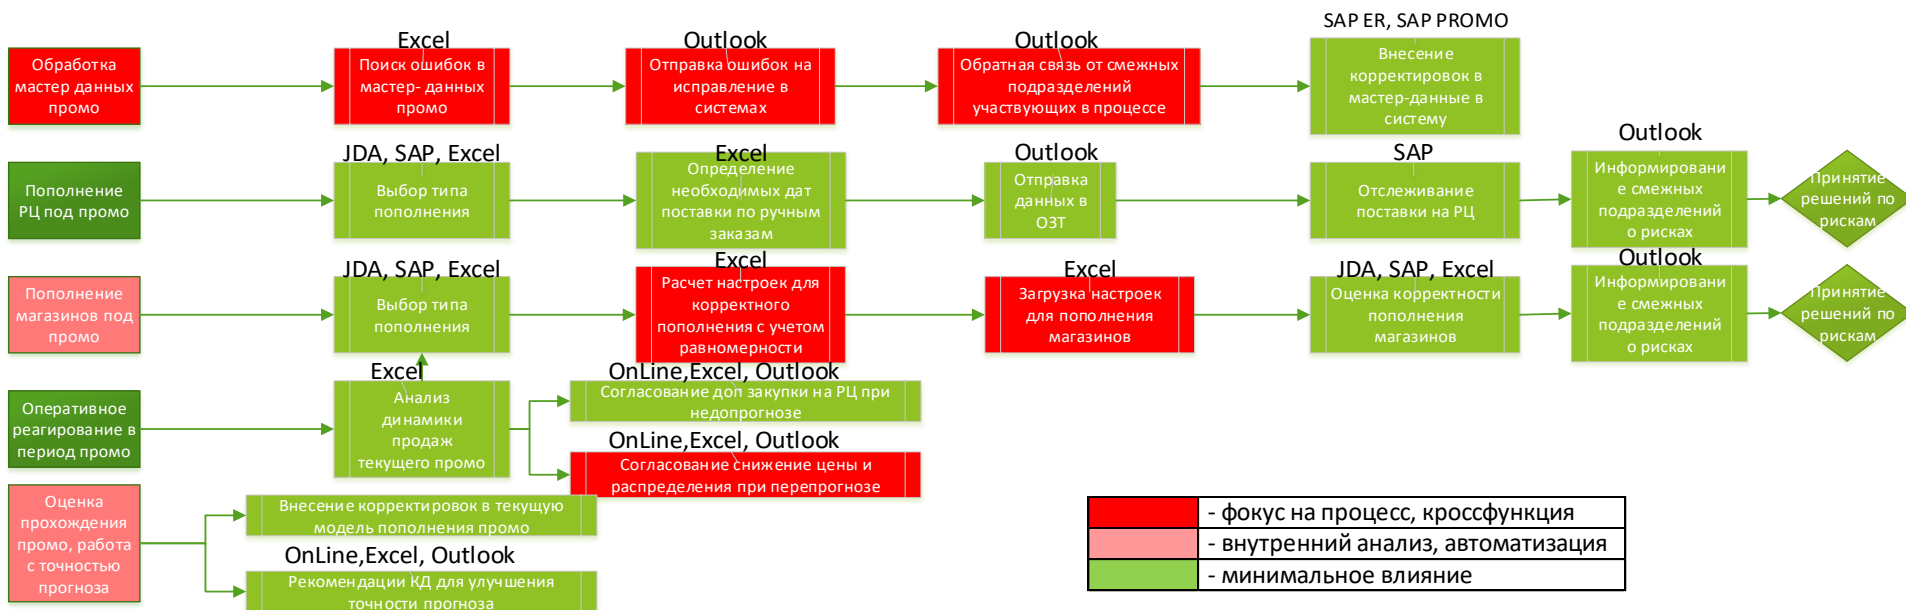 SAP ER, SAP PROMO
Excel
Outlook
Outlook
Обработка
мастер данных
промо
Поиск ошибок в
мастер- данных
промо
Отправка ошибок на
исправление в
системах
Обратная связь от смежных
подразделений
участвующих в процессе
Внесение
корректировок в
мастер-данные в
систему
JDA, SAP, Excel
Excel
Outlook
SAP
Outlook
Пополнение
РЦ под промо
Выбор типа
пополнения
Определение
необходимых дат
поставки по ручным
заказам
Отправка
данных в
ОЗТ
Отслеживание
поставки на РЦ
Информировани
е смежных
подразделений
о рисках
Принятие
решений по
рискам
JDA, SAP, Excel
Excel
Excel
JDA, SAP, Excel
Outlook
Пополнение
магазинов под
промо
Выбор типа
пополнения
Расчет настроек для
корректного
пополнения с учетом
равномерности
Загрузка настроек
для пополнения
магазинов
Оценка корректности
пополнения
магазинов
Информировани
е смежных
подразделений
о рисках
Принятие
решений по
рискам
Excel
OnLine,Excel, Outlook
Оперативное
реагирование в
период промо
Анализ
динамики
продаж
текущего промо
Согласование доп закупки на РЦ при
недопрогнозе
OnLine,Excel, Outlook
Согласование снижение цены и
распределения при перепрогнозе
Оценка
прохождения
промо, работа
с точностью
прогноза
Внесение корректировок в текущую
модель пополнения промо
OnLine,Excel, Outlook
Рекомендации КД для улучшения
точности прогноза
- фокус на процесс, кроссфункция
- внутренний анализ, автоматизация
- минимальное влияние